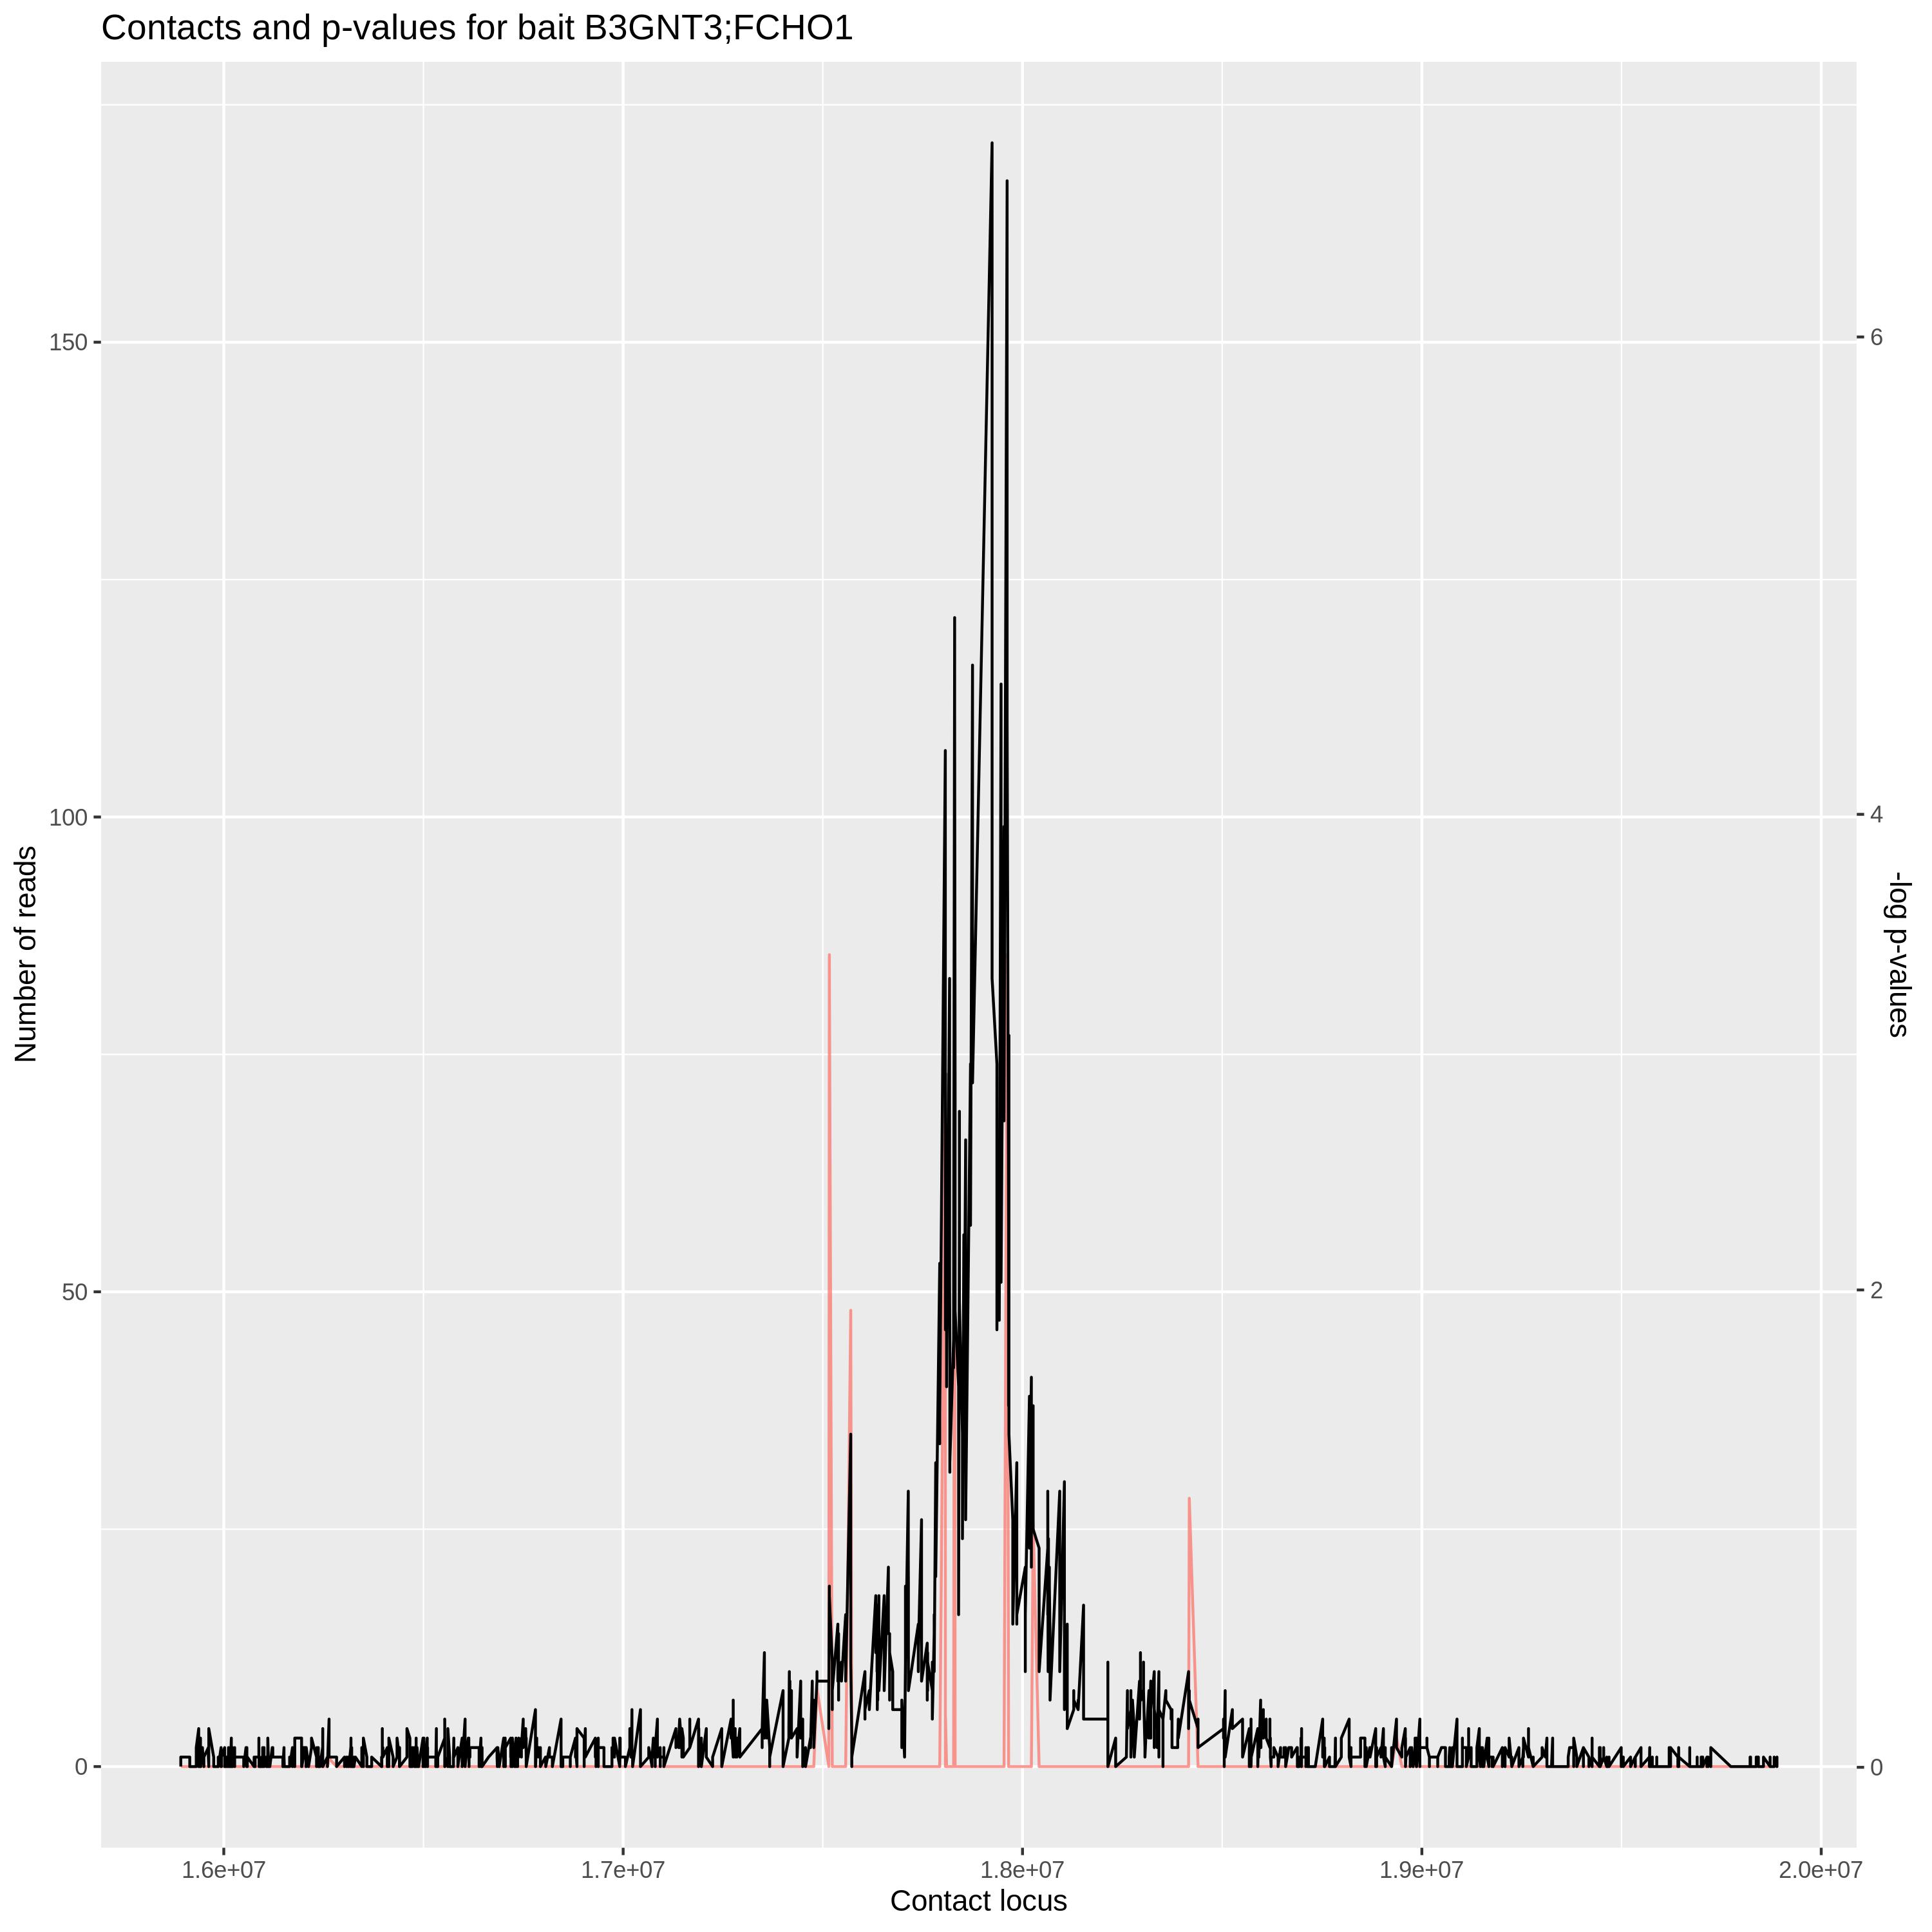 Contacts and p-values for bait B3GNT3;FCHO1
Number of reads
150
100
50
0
6
4
2
0
-log p-values
1.6e+07
1.7e+07
1.8e+07
1.9e+07
2.0e+07
Contact locus